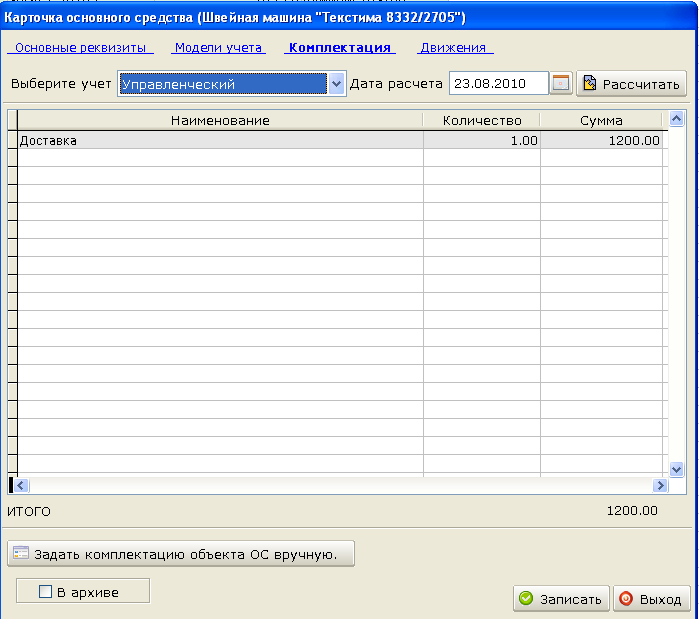 Карточка основного средства (Швейная машина "Текстима 8332/2705")
Основные реквизиты Модели учета Комплектация Движения
Выберите учет Управленческий Дата расчета 23.08.2010 Рассчитать
Наименование Количество Сумма
Доставка 1.00 1200.00
ИТОГО 1200.00
Задать комплектацию объекта ОС вручную.
В архиве
Записать Выход